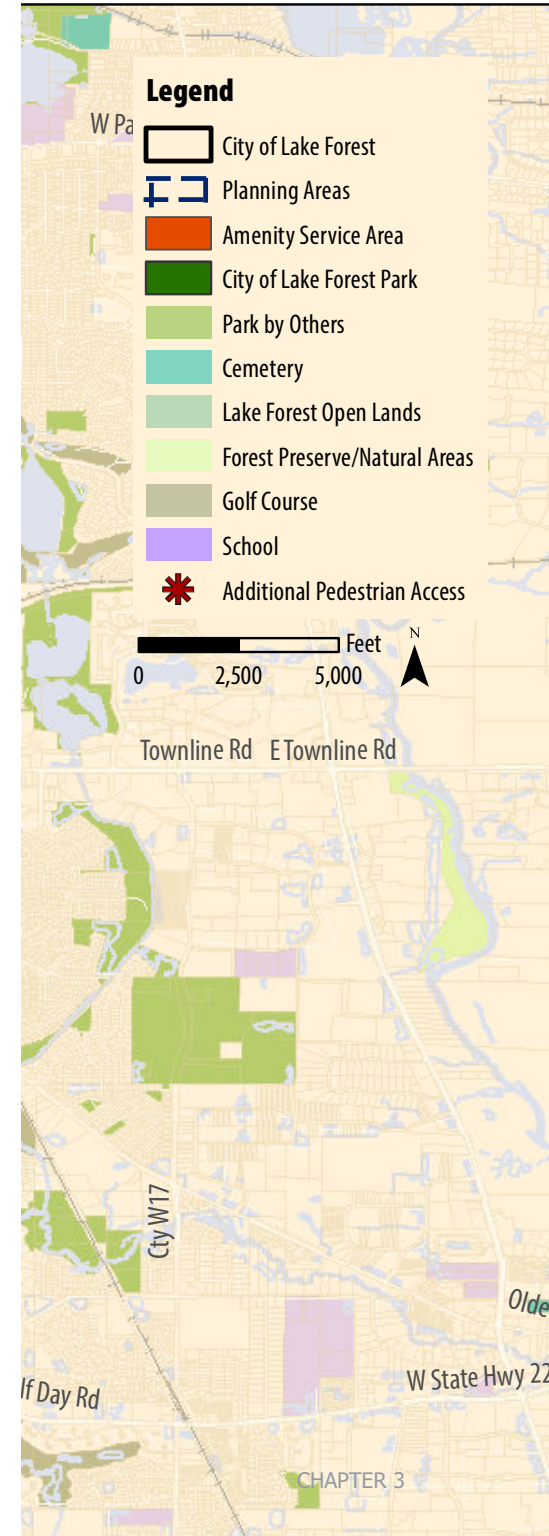 Legend
W Pa
City of Lake Forest
Planning Areas
Amenity Service Area
City of Lake Forest Park
Park by Others
Cemetery
Lake Forest Open Lands
Forest Preserve/Natural Areas
Golf Course
School
Additional Pedestrian Access
Feet
N
0 2,500 5,000
Townline Rd E Townline Rd
Cty W17
Olde
W State Hwy 22
lf Day Rd
CHAPTER 3